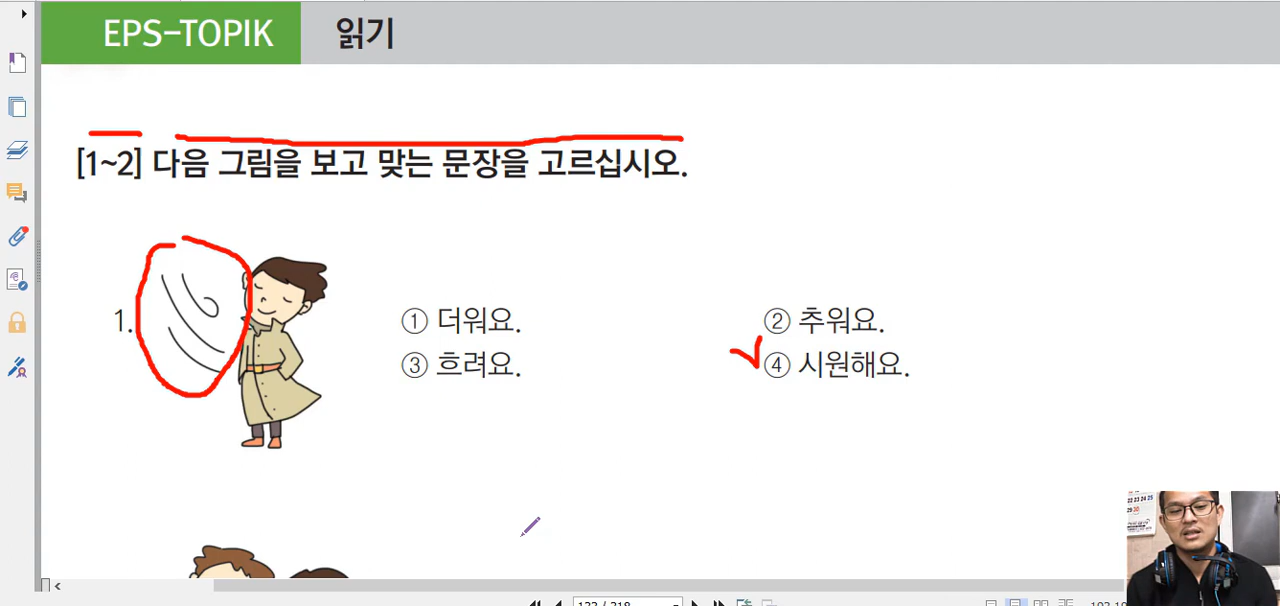 EPS-TOPIK 읽기
[1~2] 다음 그림을 보고 맞는 문장을 고르십시오.
1.
① 더워요. ② 추워요.
③ 흐려요. ④ 시원해요.